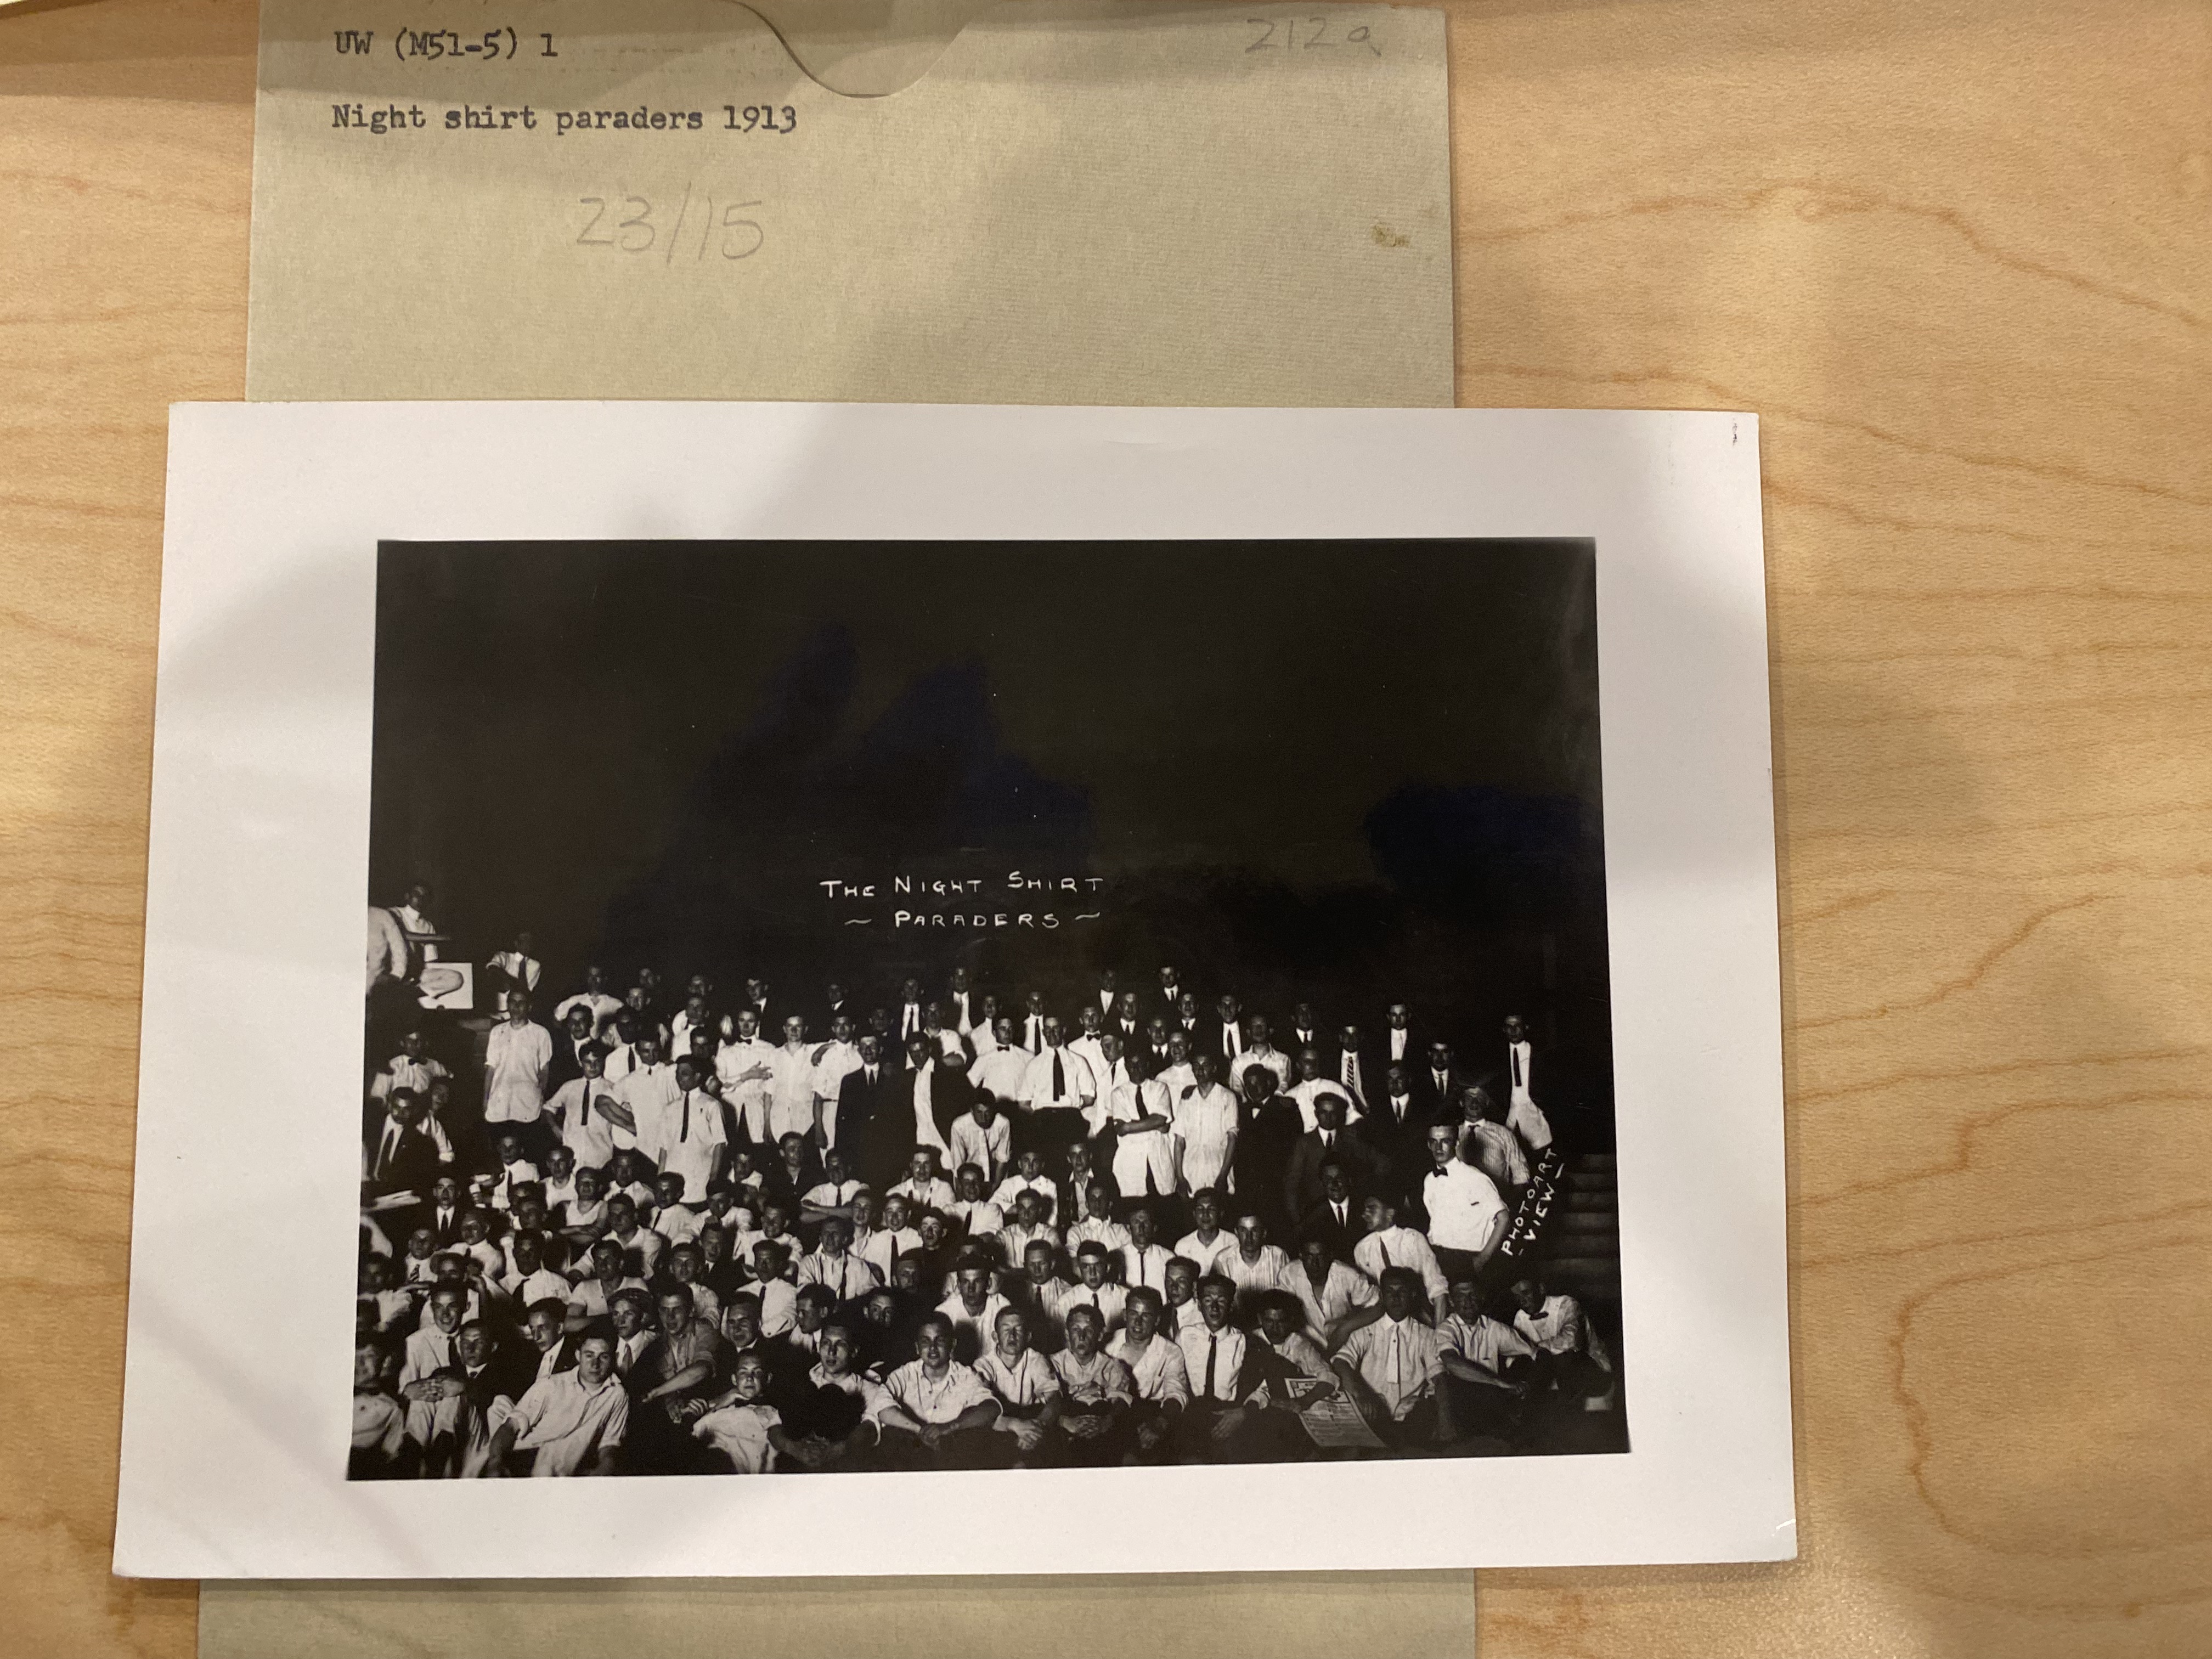 UW (M51-5) 1
212a
Night shirt paraders 1913
23/15
THE NIGHT SHIRT
~ PARADERS ~
PHOTOART
- VIEW -